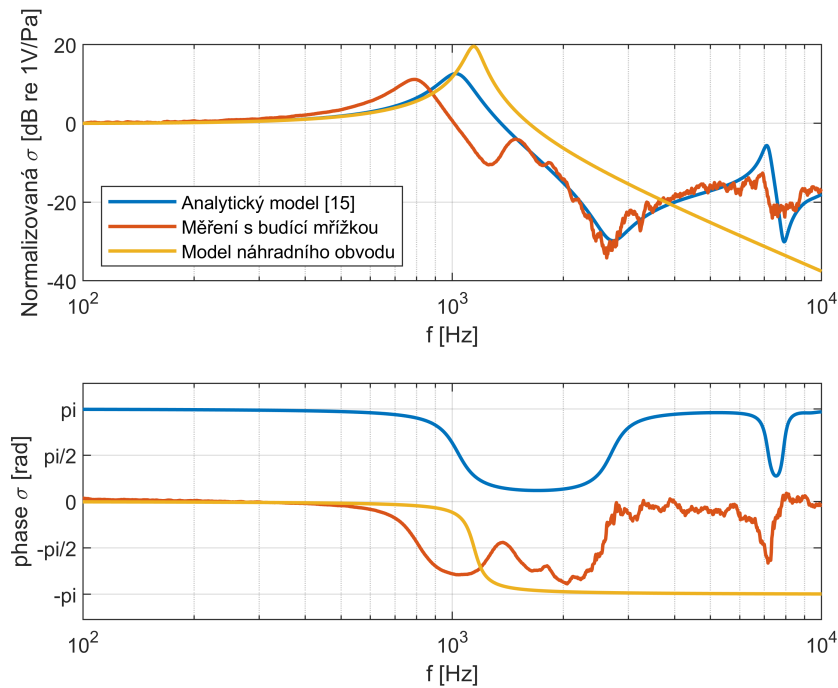 Normalizovaná σ [dB re 1V/Pa]
20
0
-20
-40
Analytický model [15]
Měření s budící mřížkou
Model náhradního obvodu
10²
10³
10⁴
f [Hz]
phase σ [rad]
pi
pi/2
0
-pi/2
-pi
10²
10³
10⁴
f [Hz]